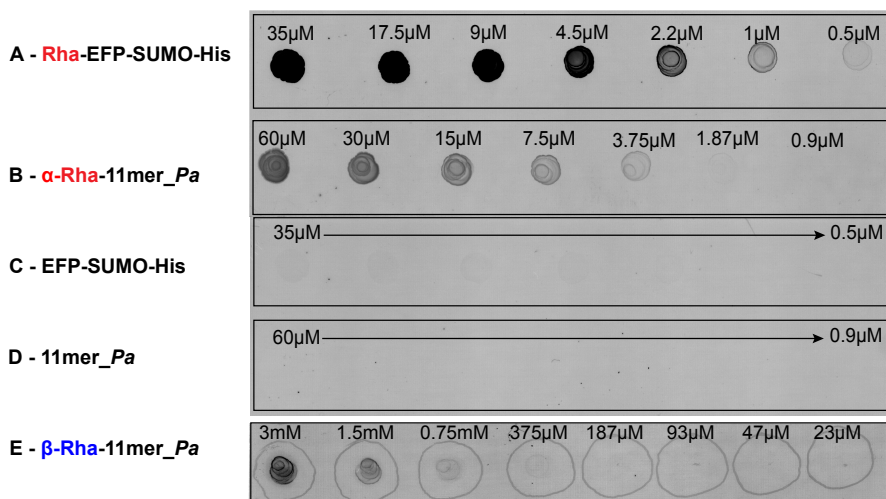 A - Rha-EFP-SUMO-His
35µM 17.5µM 9µM 4.5µM 2.2µM 1µM 0.5µM
B - α-Rha-11mer_Pa
60µM 30µM 15µM 7.5µM 3.75µM 1.87µM 0.9µM
C - EFP-SUMO-His
35µM 0.5µM
D - 11mer_Pa
60µM 0.9µM
E - β-Rha-11mer_Pa
3mM 1.5mM 0.75mM 375µM 187µM 93µM 47µM 23µM